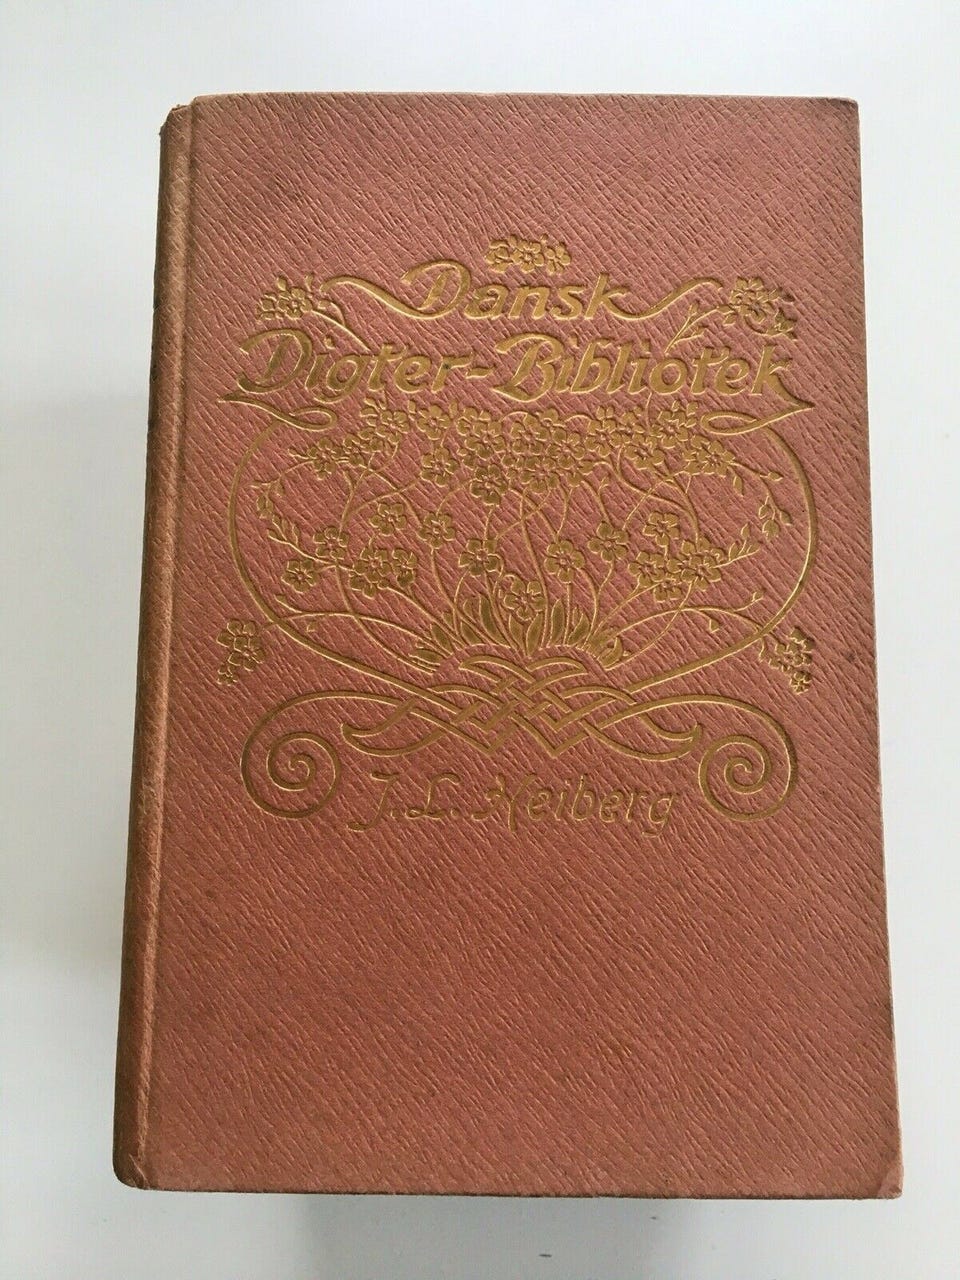 Dansk
Digter-Bibliotek
J. L. Heiberg